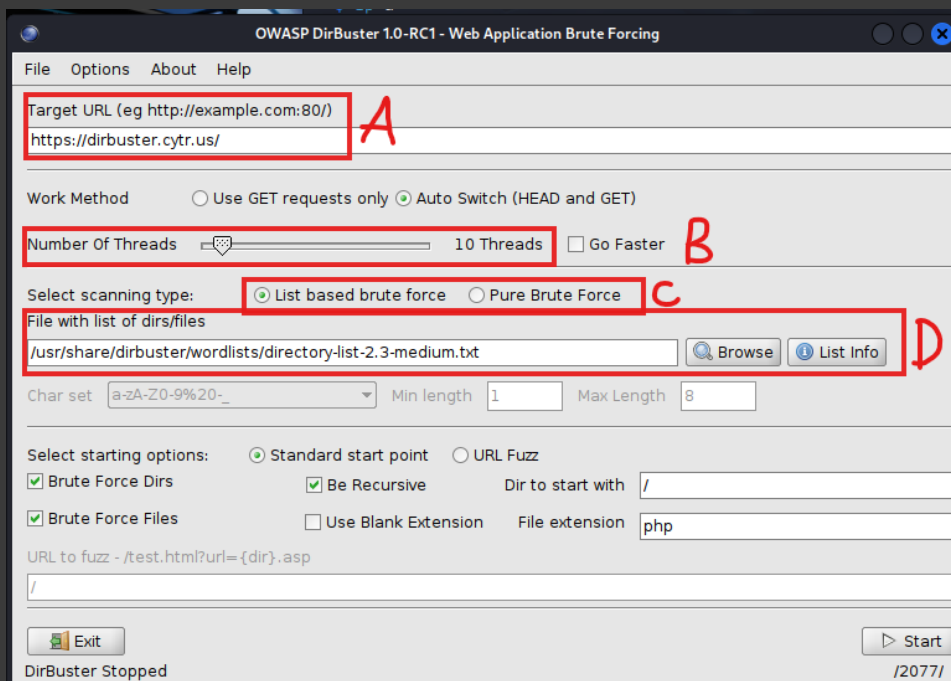 OWASP DirBuster 1.0-RC1 - Web Application Brute Forcing
File Options About Help
Target URL (eg http://example.com:80/)
A
https://dirbuster.cytr.us/
Work Method Use GET requests only Auto Switch (HEAD and GET)
Number Of Threads 10 Threads Go Faster B
Select scanning type: List based brute force Pure Brute Force C
File with list of dirs/files
/usr/share/dirbuster/wordlists/directory-list-2.3-medium.txt Browse List Info D
Char set a-zA-Z0-9%20-_ Min length 1 Max Length 8
Select starting options: Standard start point URL Fuzz
Brute Force Dirs Be Recursive Dir to start with /
Brute Force Files Use Blank Extension File extension php
URL to fuzz - /test.html?url={dir}.asp
/
Exit Start
DirBuster Stopped /2077/